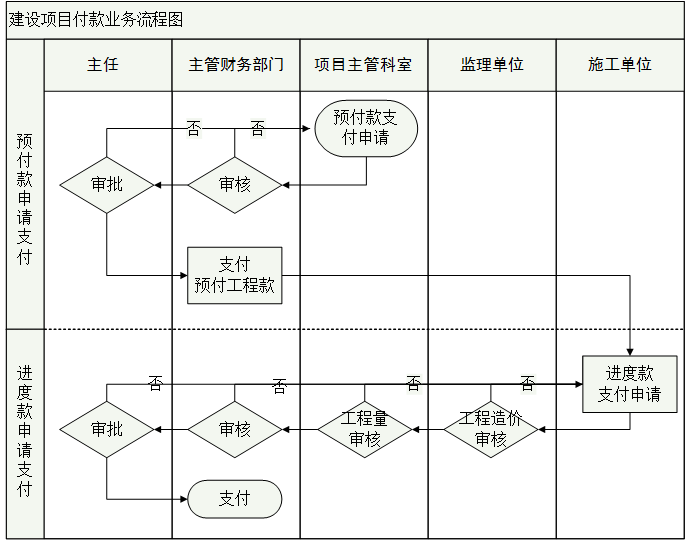 建设项目付款业务流程图
主任
主管财务部门
项目主管科室
监理单位
施工单位
预付款申请支付
否
否
预付款支
付申请
审批
审核
支付
预付工程款
进度款申请支付
否
否
否
否
进度款
支付申请
审批
审核
工程量
审核
工程造价
审核
支付